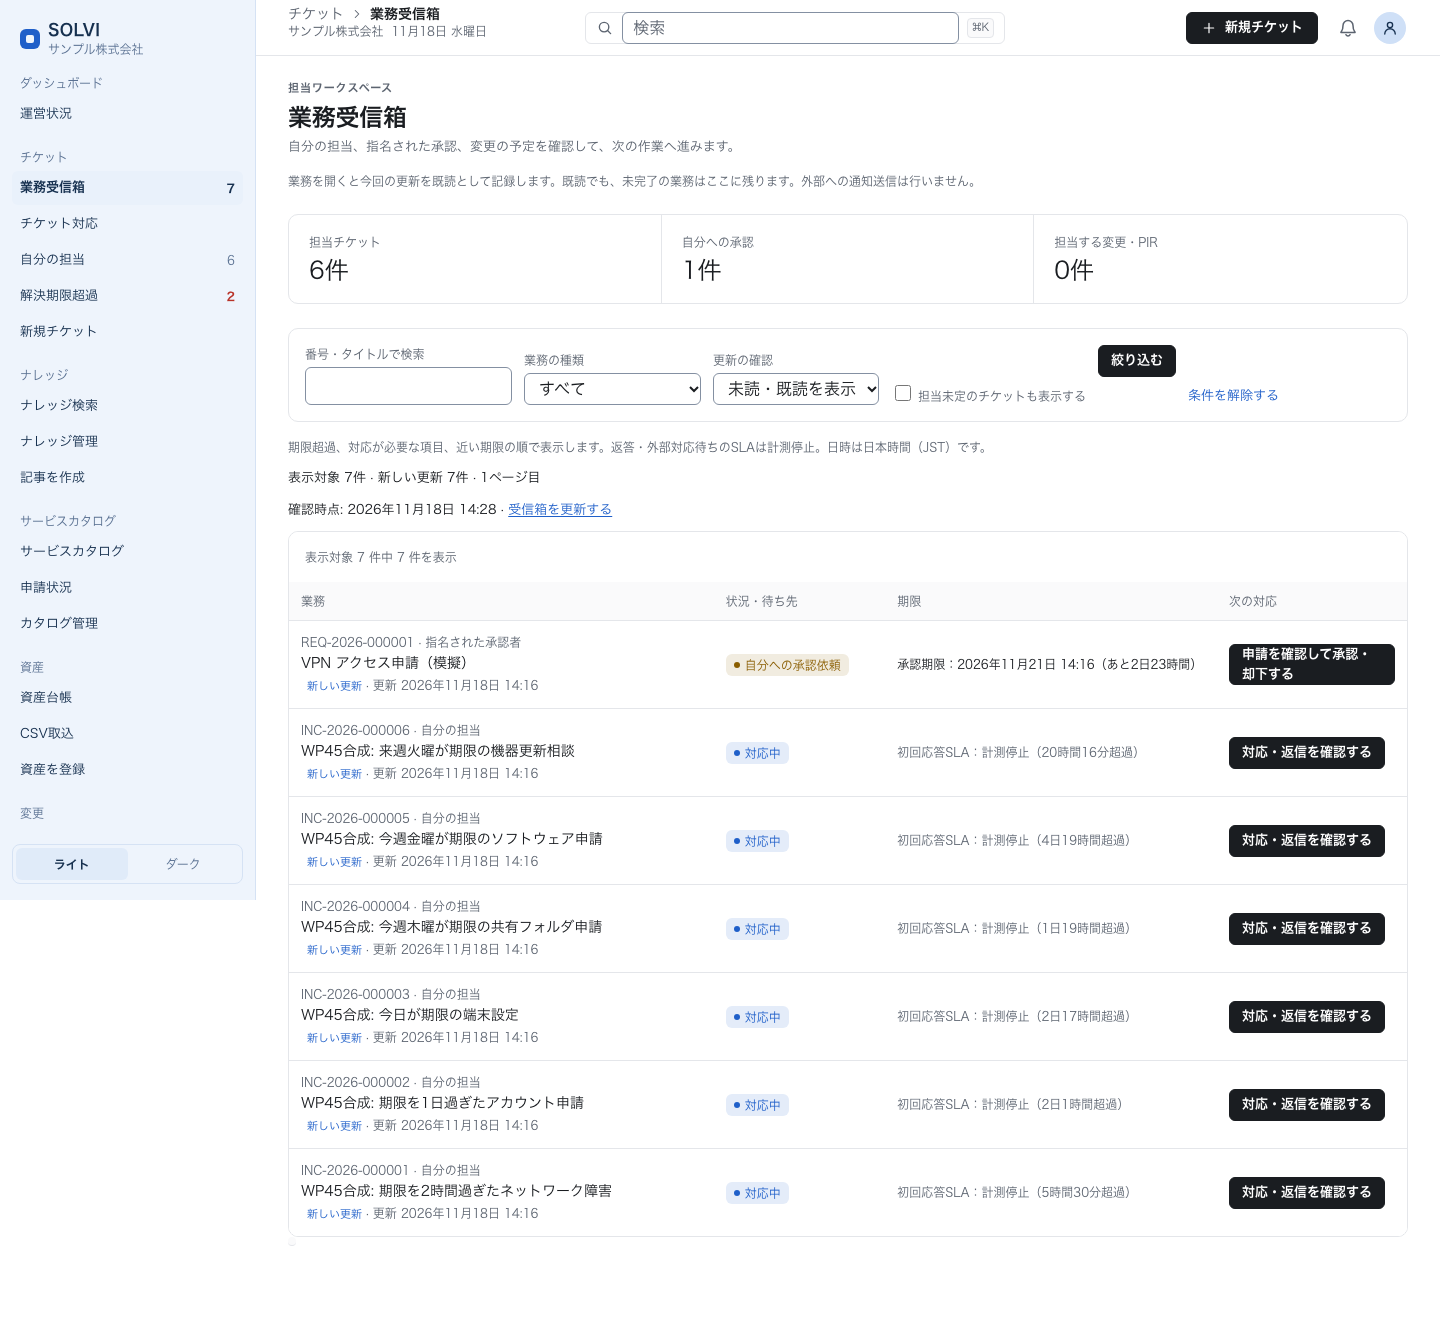 SOLVI
サンプル株式会社
ダッシュボード
運営状況
チケット
業務受信箱 7
チケット対応
自分の担当 6
解決期限超過 2
新規チケット
ナレッジ
ナレッジ検索
ナレッジ管理
記事を作成
サービスカタログ
サービスカタログ
申請状況
カタログ管理
資産
資産台帳
CSV取込
資産を登録
変更
ライト ダーク
チケット > 業務受信箱
サンプル株式会社 11月18日 水曜日
検索 ⌘K
+ 新規チケット
担当ワークスペース
業務受信箱
自分の担当、指名された承認、変更の予定を確認して、次の作業へ進みます。
業務を開くと今回の更新を既読として記録します。既読でも、未完了の業務はここに残ります。外部への通知送信は行いません。
担当チケット
6件
自分への承認
1件
担当する変更・PIR
0件
番号・タイトルで検索
業務の種類
すべて
更新の確認
未読・既読を表示
担当未定のチケットも表示する
絞り込む
条件を解除する
期限超過、対応が必要な項目、近い期限の順で表示します。返答・外部対応待ちのSLAは計測停止。日時は日本時間（JST）です。
表示対象 7件 · 新しい更新 7件 · 1ページ目
確認時点: 2026年11月18日 14:28 · 受信箱を更新する
表示対象 7 件中 7 件を表示
業務 状況・待ち先 期限 次の対応
REQ-2026-000001 · 指名された承認者
VPN アクセス申請（模擬）
新しい更新 · 更新 2026年11月18日 14:16
自分への承認依頼
承認期限：2026年11月21日 14:16（あと2日23時間）
申請を確認して承認・
却下する
INC-2026-000006 · 自分の担当
WP45合成: 来週火曜が期限の機器更新相談
新しい更新 · 更新 2026年11月18日 14:16
対応中
初回応答SLA：計測停止（20時間16分超過）
対応・返信を確認する
INC-2026-000005 · 自分の担当
WP45合成: 今週金曜が期限のソフトウェア申請
新しい更新 · 更新 2026年11月18日 14:16
対応中
初回応答SLA：計測停止（4日19時間超過）
対応・返信を確認する
INC-2026-000004 · 自分の担当
WP45合成: 今週木曜が期限の共有フォルダ申請
新しい更新 · 更新 2026年11月18日 14:16
対応中
初回応答SLA：計測停止（1日19時間超過）
対応・返信を確認する
INC-2026-000003 · 自分の担当
WP45合成: 今日が期限の端末設定
新しい更新 · 更新 2026年11月18日 14:16
対応中
初回応答SLA：計測停止（2日17時間超過）
対応・返信を確認する
INC-2026-000002 · 自分の担当
WP45合成: 期限を1日過ぎたアカウント申請
新しい更新 · 更新 2026年11月18日 14:16
対応中
初回応答SLA：計測停止（2日1時間超過）
対応・返信を確認する
INC-2026-000001 · 自分の担当
WP45合成: 期限を2時間過ぎたネットワーク障害
新しい更新 · 更新 2026年11月18日 14:16
対応中
初回応答SLA：計測停止（5時間30分超過）
対応・返信を確認する